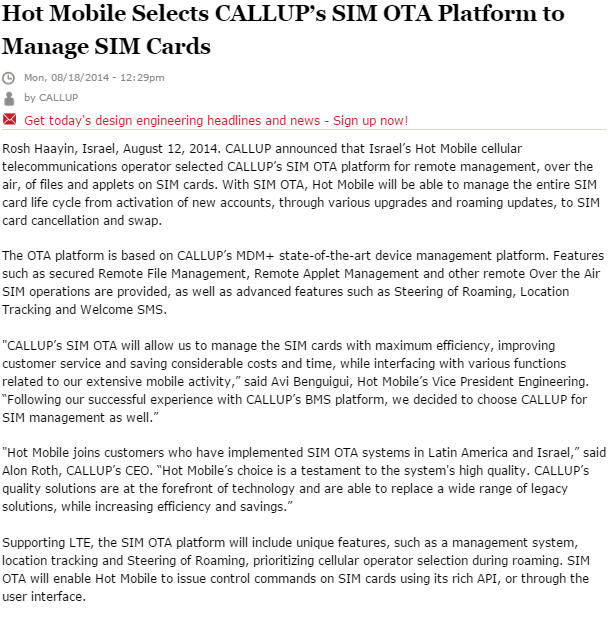 Hot Mobile Selects CALLUP’s SIM OTA Platform to
Manage SIM Cards
Mon, 08/18/2014 - 12:29pm
by CALLUP
Get today's design engineering headlines and news - Sign up now!
Rosh Haayin, Israel, August 12, 2014. CALLUP announced that Israel’s Hot Mobile cellular
telecommunications operator selected CALLUP’s SIM OTA platform for remote management, over the
air, of files and applets on SIM cards. With SIM OTA, Hot Mobile will be able to manage the entire SIM
card life cycle from activation of new accounts, through various upgrades and roaming updates, to SIM
card cancellation and swap.
The OTA platform is based on CALLUP’s MDM+ state-of-the-art device management platform. Features
such as secured Remote File Management, Remote Applet Management and other remote Over the Air
SIM operations are provided, as well as advanced features such as Steering of Roaming, Location
Tracking and Welcome SMS.
"CALLUP’s SIM OTA will allow us to manage the SIM cards with maximum efficiency, improving
customer service and saving considerable costs and time, while interfacing with various functions
related to our extensive mobile activity,” said Avi Benguigui, Hot Mobile’s Vice President Engineering.
“Following our successful experience with CALLUP’s BMS platform, we decided to choose CALLUP for
SIM management as well.”
"Hot Mobile joins customers who have implemented SIM OTA systems in Latin America and Israel,” said
Alon Roth, CALLUP’s CEO. “Hot Mobile’s choice is a testament to the system's high quality. CALLUP’s
quality solutions are at the forefront of technology and are able to replace a wide range of legacy
solutions, while increasing efficiency and savings.”
Supporting LTE, the SIM OTA platform will include unique features, such as a management system,
location tracking and Steering of Roaming, prioritizing cellular operator selection during roaming. SIM
OTA will enable Hot Mobile to issue control commands on SIM cards using its rich API, or through the
user interface.